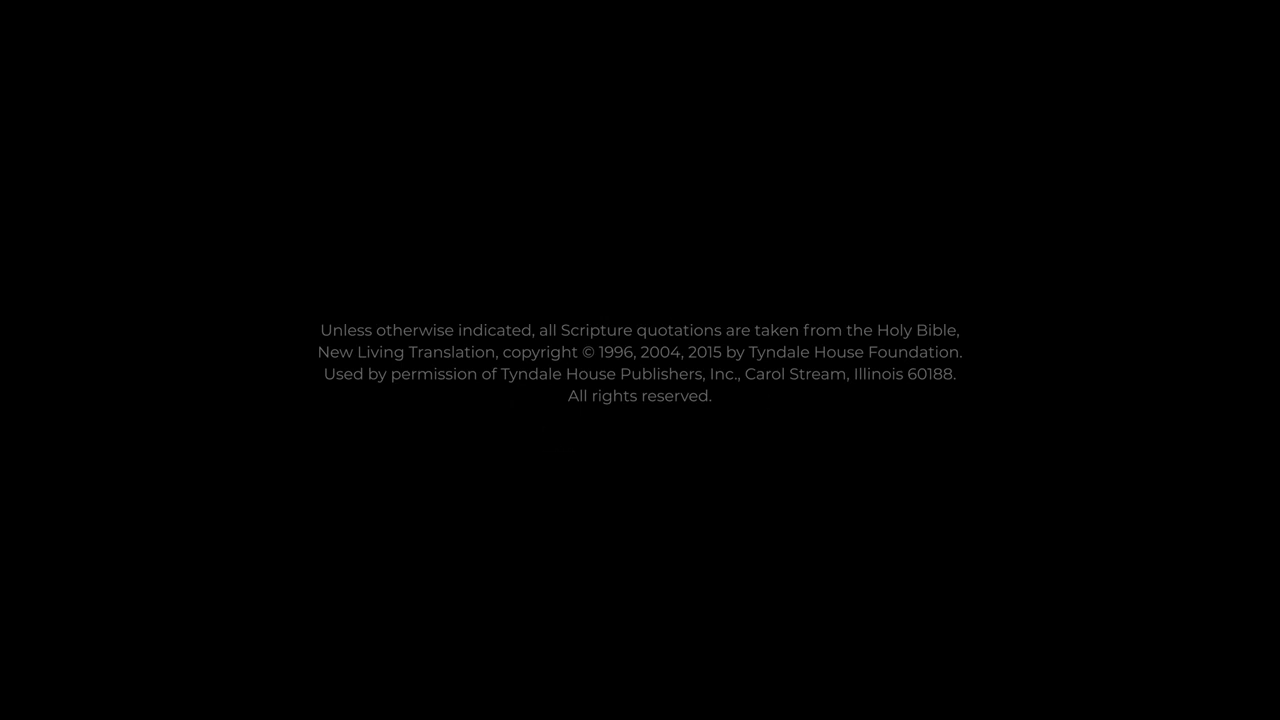 Unless otherwise indicated, all Scripture quotations are taken from the Holy Bible,
New Living Translation, copyright © 1996, 2004, 2015 by Tyndale House Foundation.
Used by permission of Tyndale House Publishers, Inc., Carol Stream, Illinois 60188.
All rights reserved.